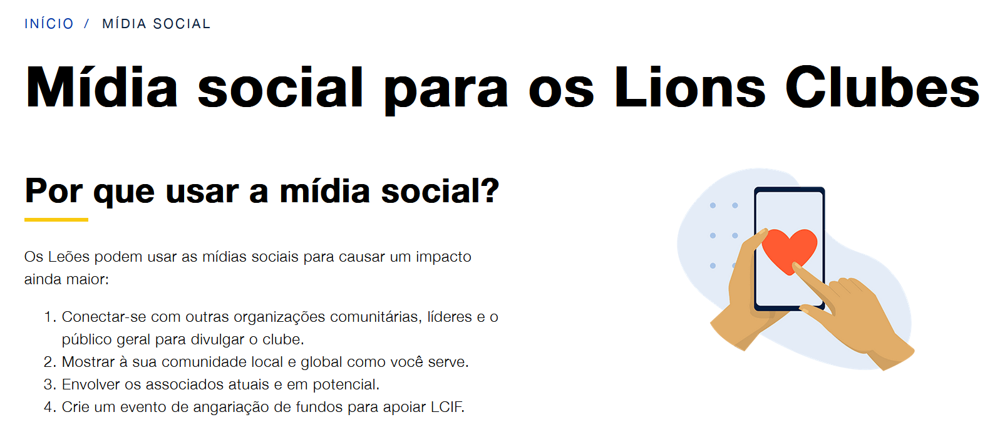 INÍCIO / MÍDIA SOCIAL
Mídia social para os Lions Clubes
Por que usar a mídia social?
Os Leões podem usar as mídias sociais para causar um impacto
ainda maior:
1. Conectar-se com outras organizações comunitárias, líderes e o
público geral para divulgar o clube.
2. Mostrar à sua comunidade local e global como você serve.
3. Envolver os associados atuais e em potencial.
4. Crie um evento de angariação de fundos para apoiar LCIF.